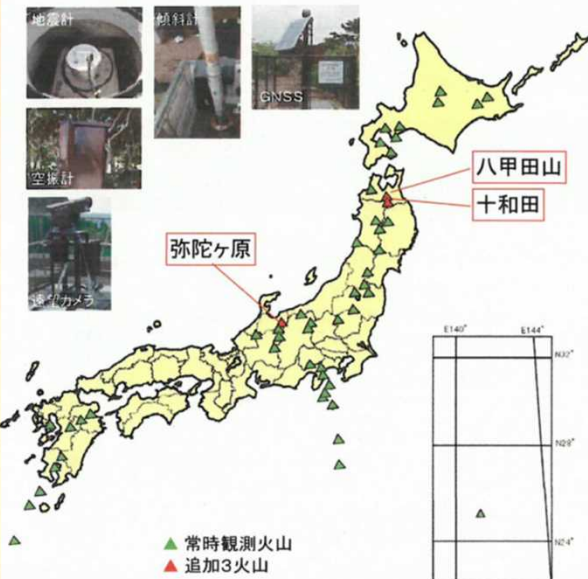 地震計
傾斜計
GNSS
空振計
遠望カメラ
八甲田山
十和田
弥陀ヶ原
E140° E144°
N32°
N28°
N24°
常時観測火山
追加3火山